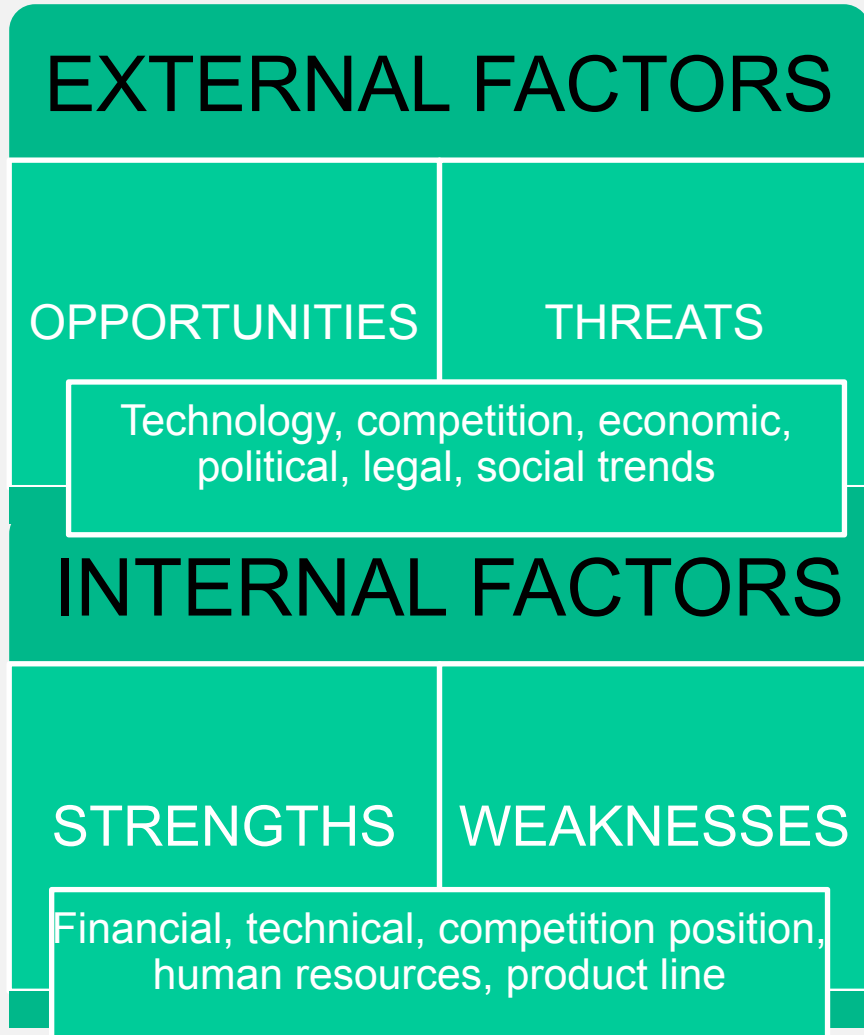 EXTERNAL FACTORS
OPPORTUNITIES
THREATS
Technology, competition, economic,
political, legal, social trends
INTERNAL FACTORS
STRENGTHS
WEAKNESSES
Financial, technical, competition position,
human resources, product line